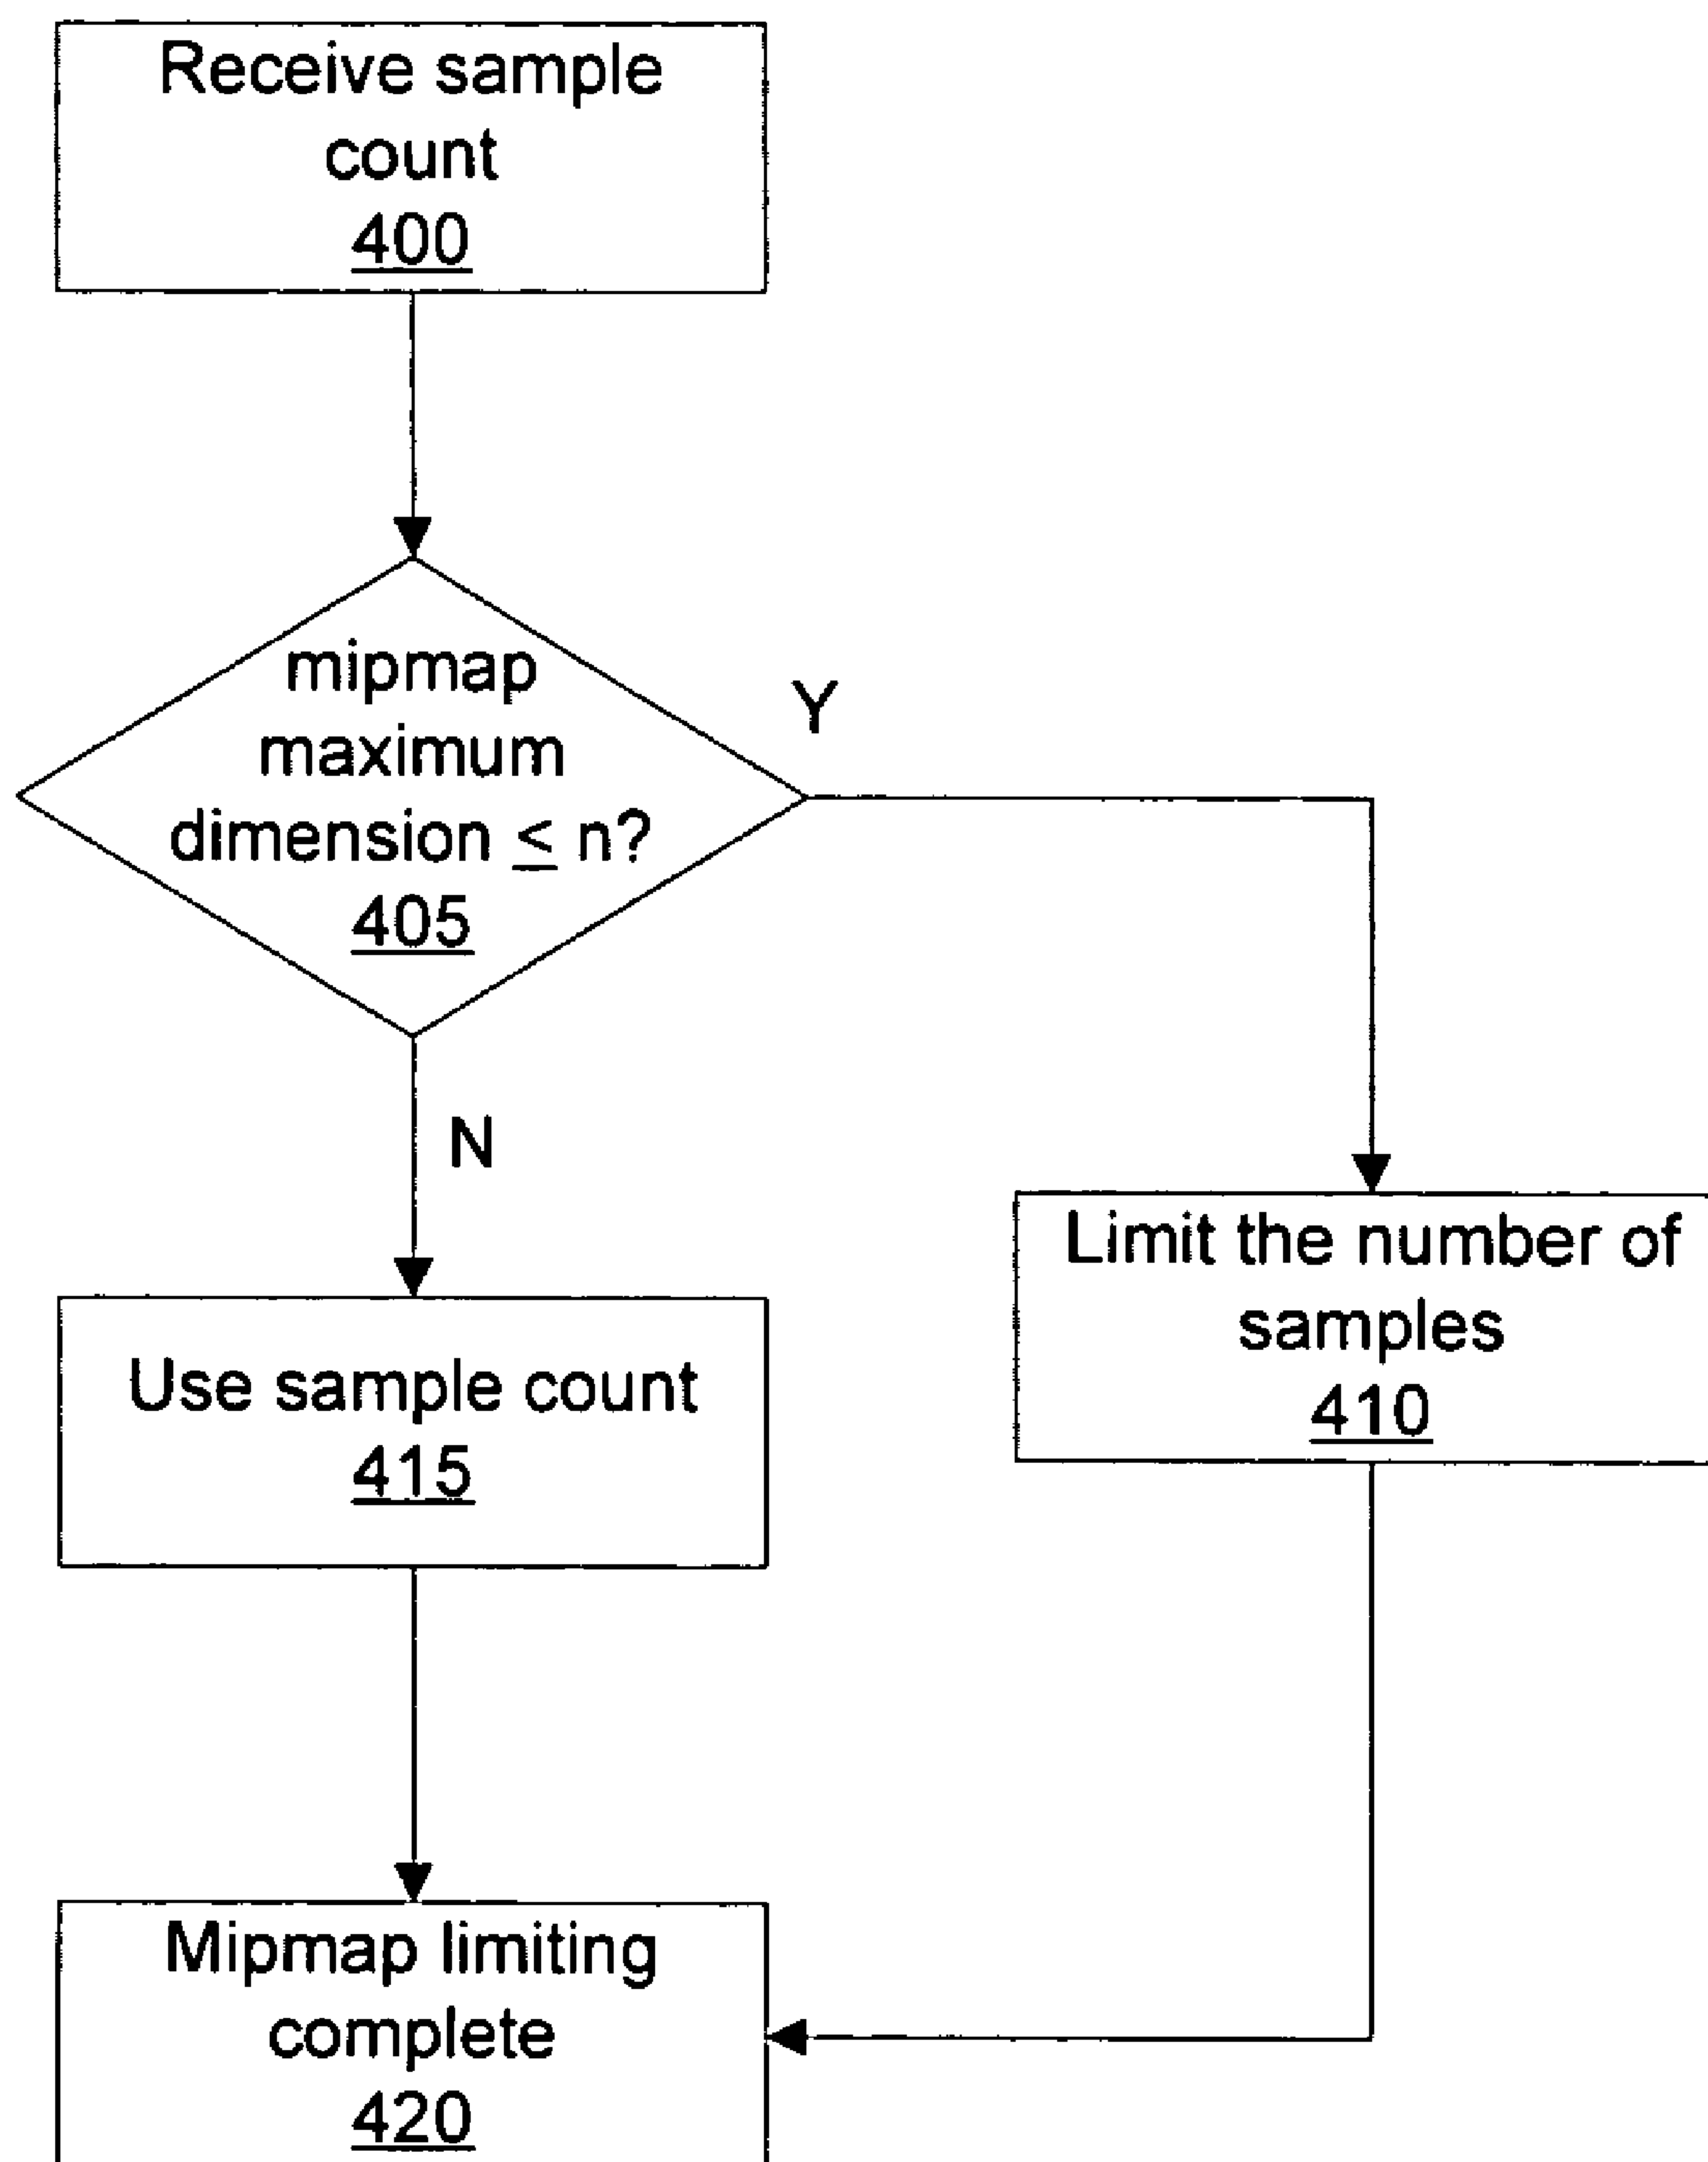 Receive sample
count
400
mipmap
maximum
dimension ≤ n?
405
Y
N
Limit the number of
samples
410
Use sample count
415
Mipmap limiting
complete
420